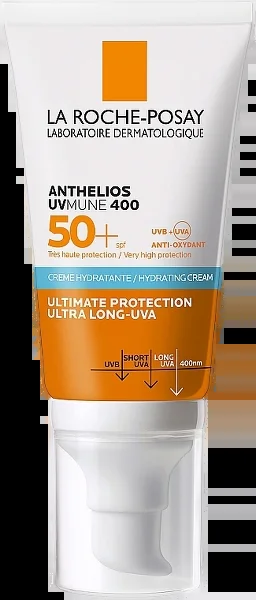 LA ROCHE-POSAY
LABORATOIRE DERMATOLOGIQUE
ANTHELIOS
UVMUNE 400
50+ spf
UVB + UVA
ANTI-OXYDANT
Très haute protection / Very high protection
CRÈME HYDRATANTE / HYDRATING CREAM
ULTIMATE PROTECTION
ULTRA LONG-UVA
UVB SHORT UVA LONG UVA 400nm